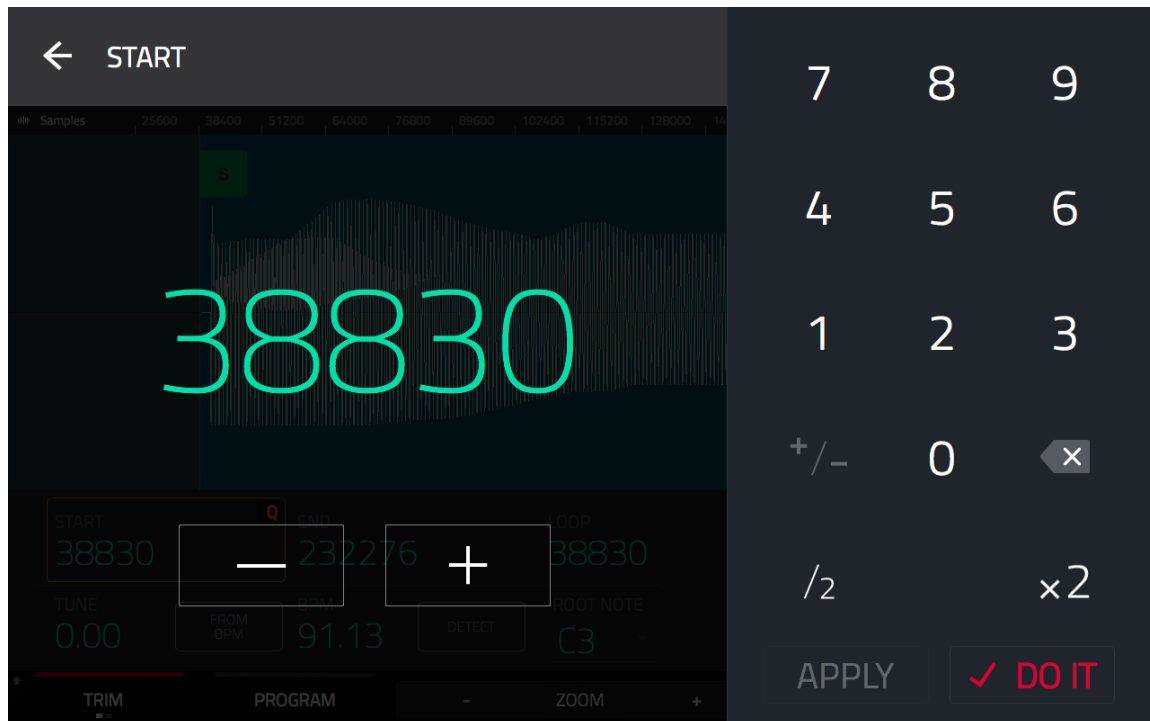 START
7 8 9
Samples 25600 38400 51200 64000 76800 89600 102400 115200 128000 14
S
4 5 6
38830
1 2 3
+/- 0 ×
START Q END LOOP
38830 232276 38830
− +
/2 ×2
TUNE FROM BPM BPM DETECT ROOT NOTE
0.00 91.13 C3
APPLY DO IT
TRIM PROGRAM - ZOOM +